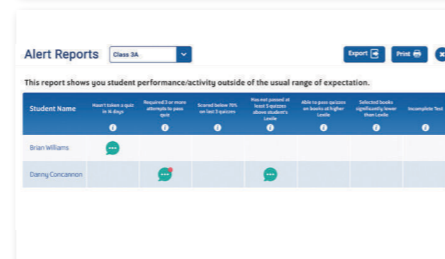 Alert Reports Class 3A Export Print
This report shows you student performance/activity outside of the usual range of expectation.
Student Name
Hasn't taken a quiz
in 14 days
Required 3 or more
attempts to pass
quiz
Scored below 70%
on last 3 quizzes
Has not passed at
least 3 quizzes
above student's
Lexile
Able to pass quizzes
on books at higher
Lexile
Selected books
significantly lower
than Lexile
Incomplete Test
Brian Williams
Danny Concannon